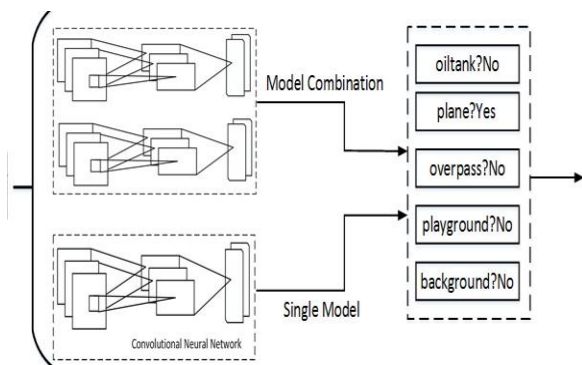 Model Combination
Single Model
Convolutional Neural Network
oiltank?No
plane?Yes
overpass?No
playground?No
background?No